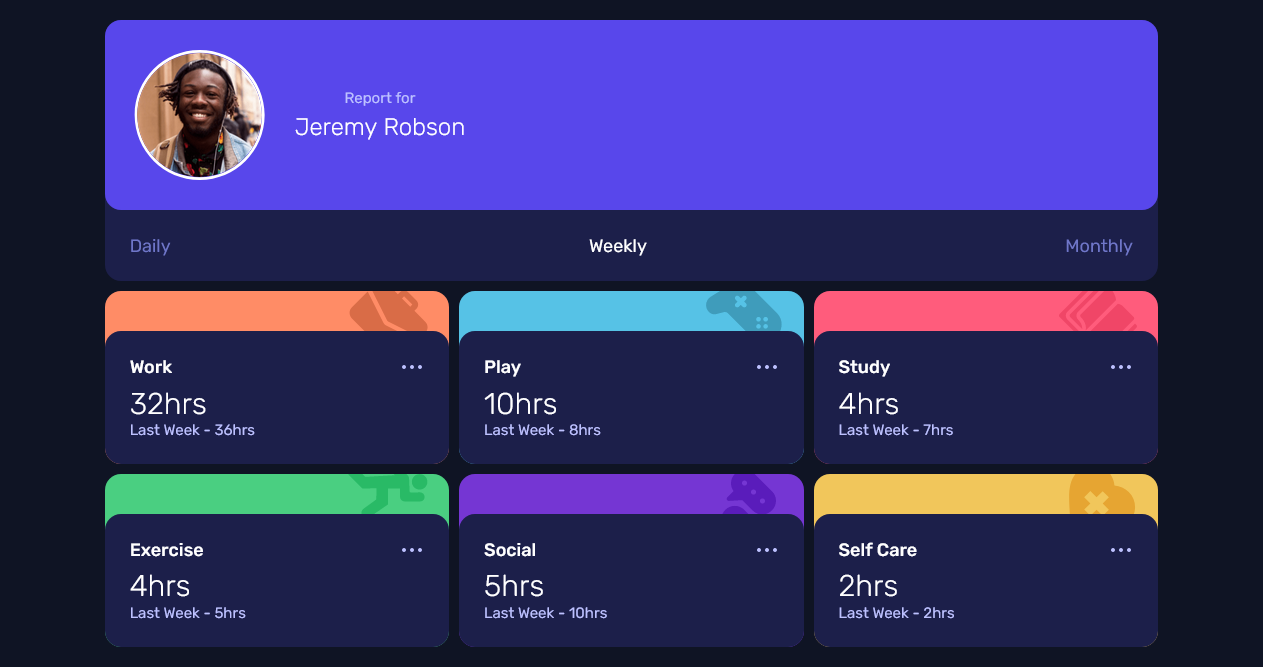 Report for
Jeremy Robson
Daily Weekly Monthly
Work
32hrs
Last Week - 36hrs
Play
10hrs
Last Week - 8hrs
Study
4hrs
Last Week - 7hrs
Exercise
4hrs
Last Week - 5hrs
Social
5hrs
Last Week - 10hrs
Self Care
2hrs
Last Week - 2hrs